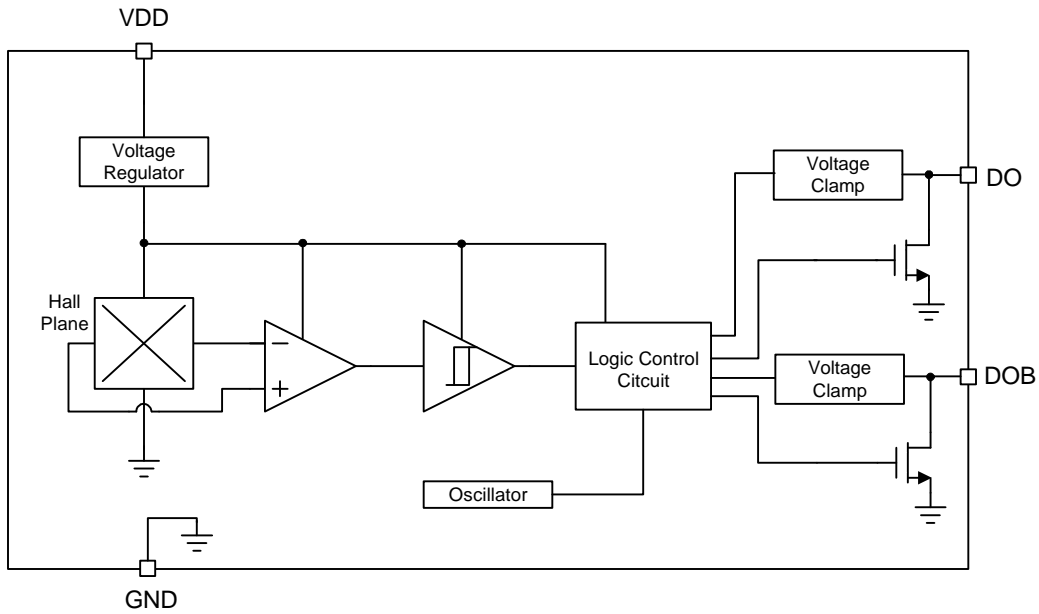 VDD
Voltage
Regulator
Voltage
Clamp
DO
Hall
Plane
−
+
Logic Control
Citcuit
Voltage
Clamp
DOB
Oscillator
GND